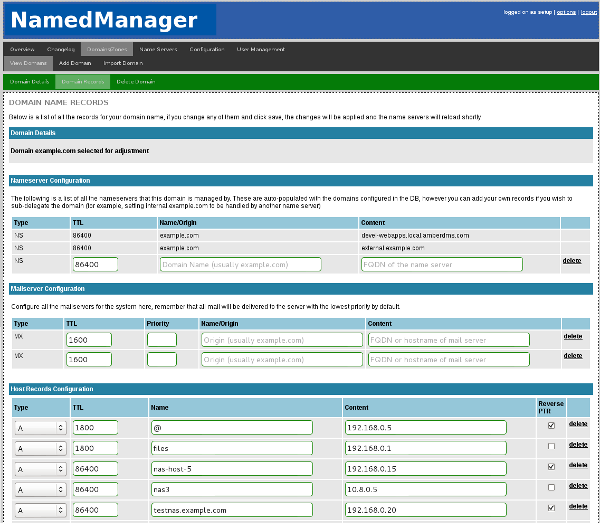 NamedManager
logged on as setup | options | logout
Overview Changelog Domains/Zones Name Servers Configuration User Management
View Domains Add Domain Import Domain
Domain Details Domain Records Delete Domain
DOMAIN NAME RECORDS
Below is a list of all the records for your domain name, if you change any of them and click save, the changes will be applied and the name servers will reload shortly.
Domain Details
Domain example.com selected for adjustment
Nameserver Configuration
The following is a list of all the nameservers that this domain is managed by. These are auto-populated with the domains configured in the DB, however you can add your own records if you wish to
sub-delegate the domain (for example, setting internal.example.com to be handled by another name server)
Type TTL Name/Origin Content
NS 86400 example.com devel-webapps.local.amberdms.com
NS 86400 example.com external.example.com
NS 86400 Domain Name (usually example.com) FQDN of the name server delete
Mailserver Configuration
Configure all the mailservers for the system here, remember that all mail will be delivered to the server with the lowest priority by default.
Type TTL Priority Name/Origin Content
MX 1600 Origin (usually example.com) FQDN or hostname of mail server delete
MX 1600 Origin (usually example.com) FQDN or hostname of mail server delete
Host Records Configuration
Type TTL Name Content Reverse PTR
A 1800 @ 192.168.0.5 delete
A 1800 files 192.168.0.1 delete
A 86400 nas-host-5 192.168.0.15 delete
A 86400 nas3 10.8.0.5 delete
A 86400 testnas.example.com 192.168.0.20 delete